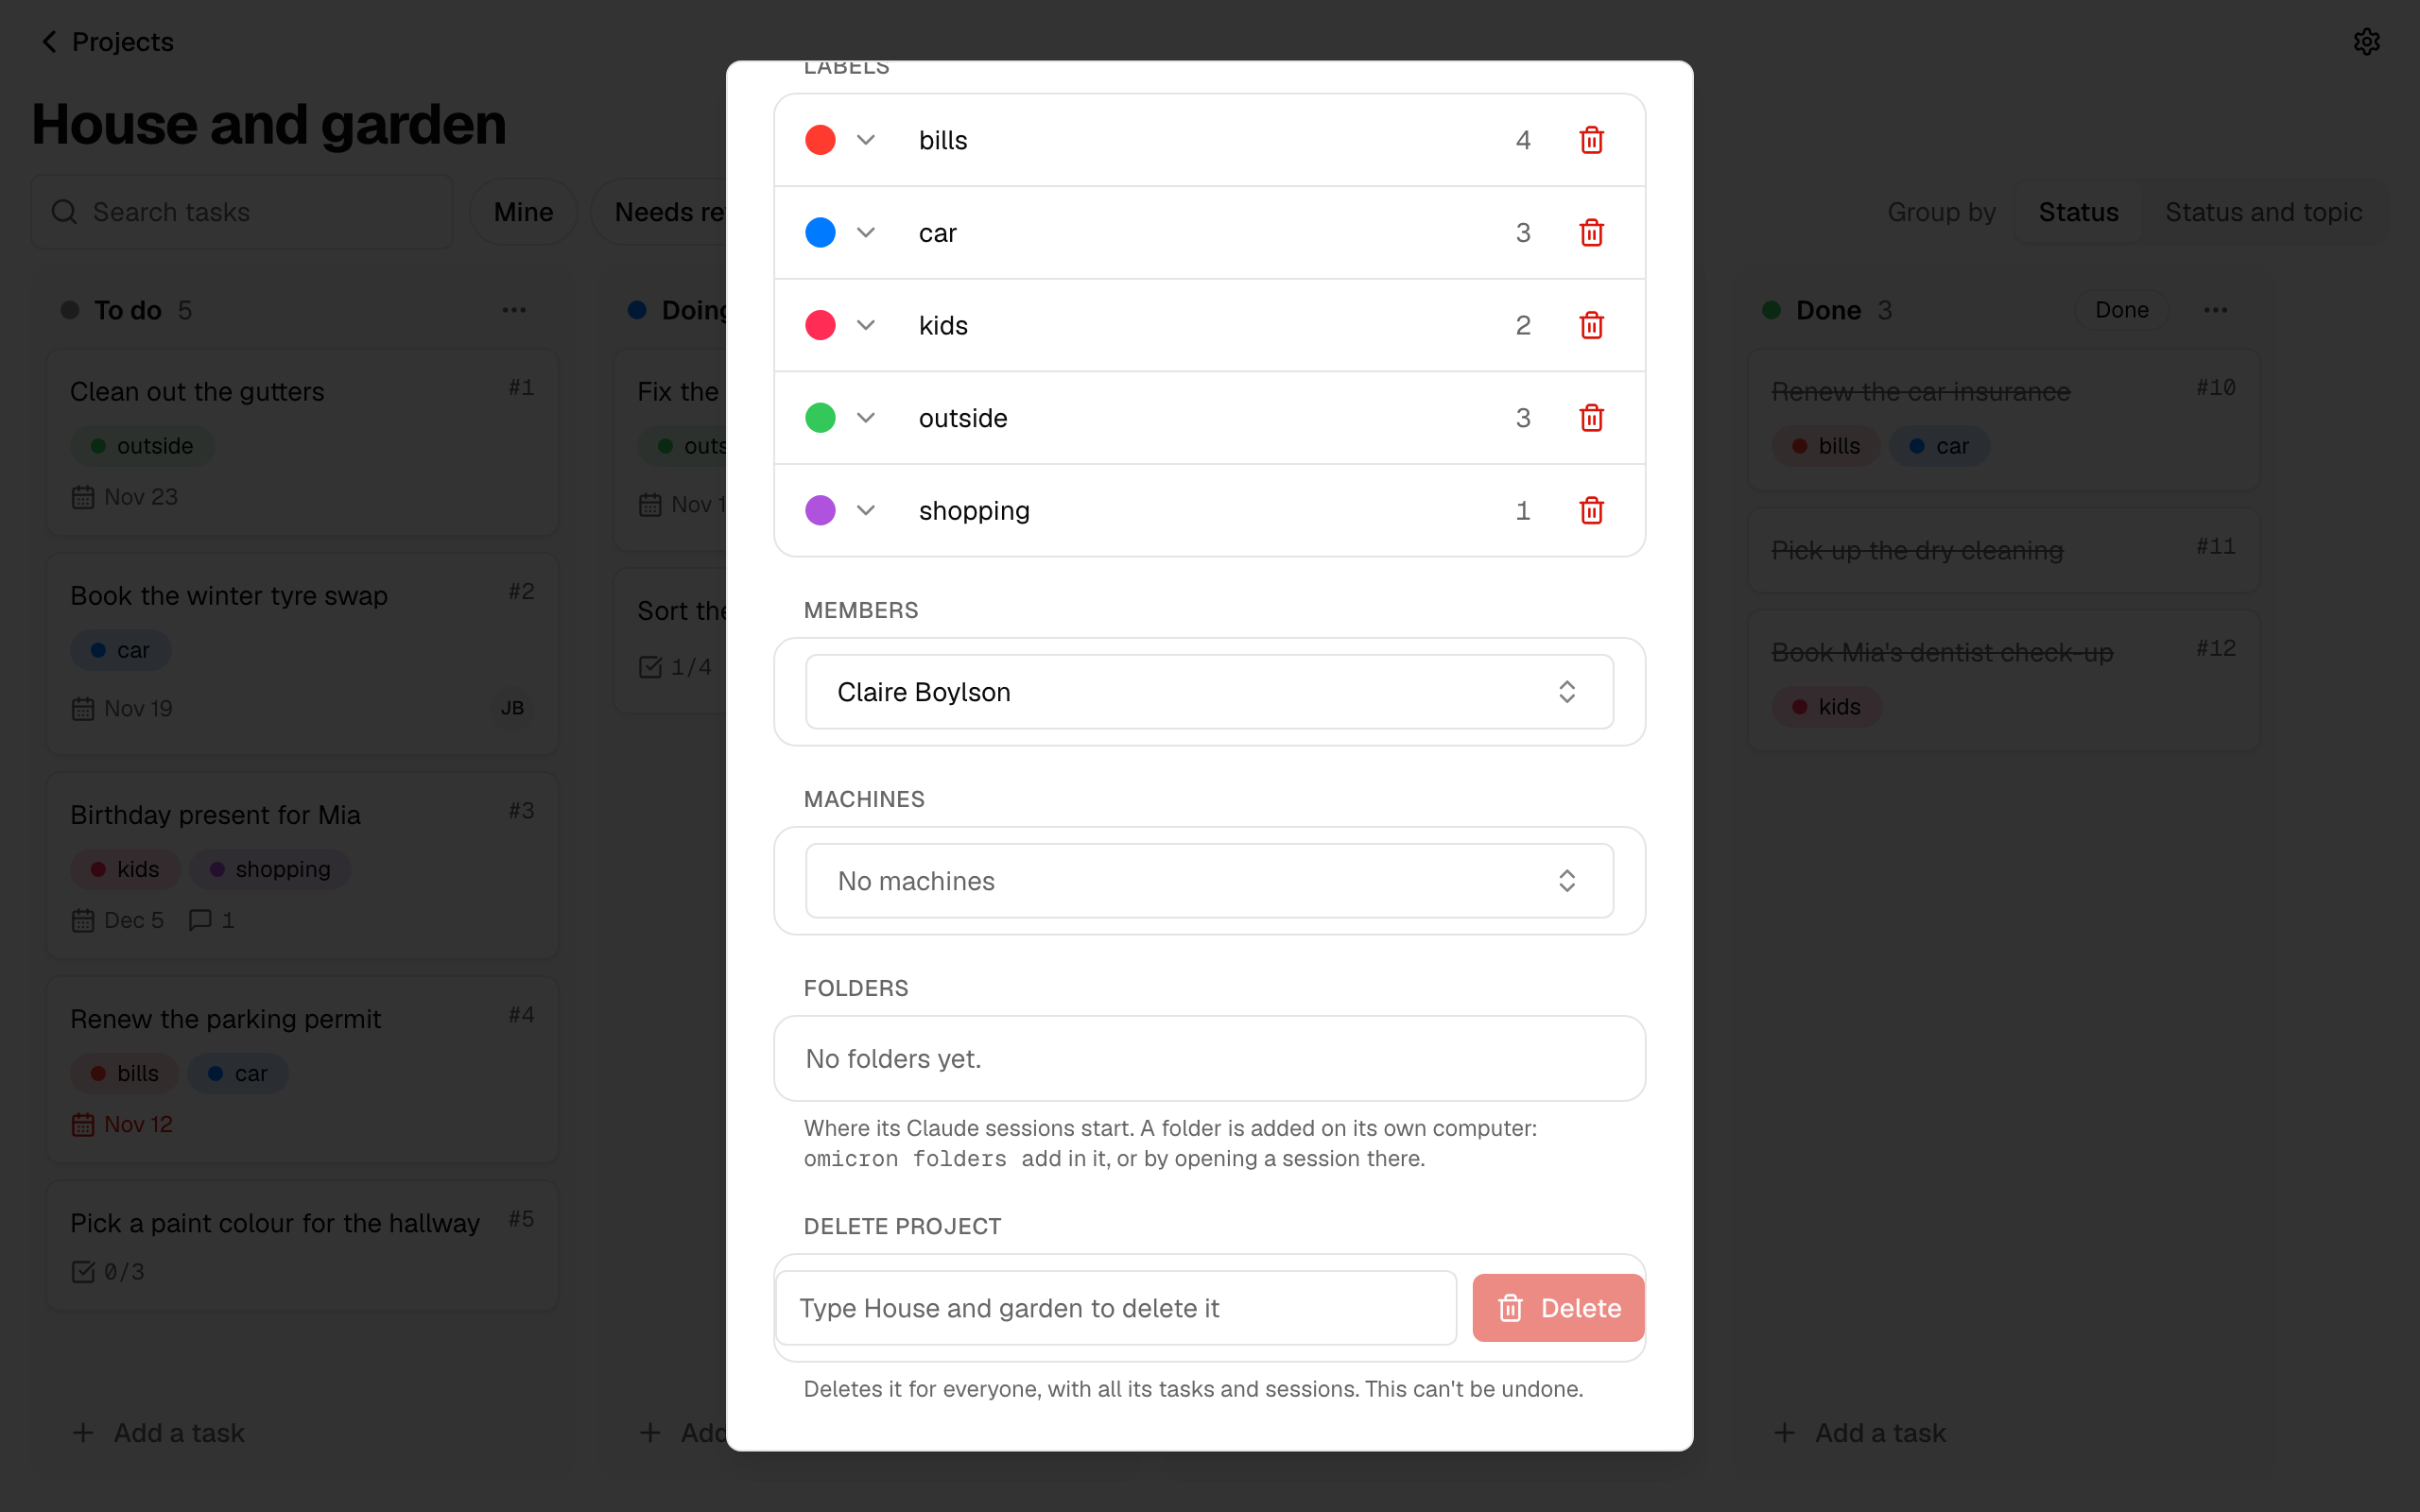 Projects
House and garden
Search tasks
Mine
Needs re
Group by
Status
Status and topic
To do 5
Clean out the gutters #1
outside
Nov 23
Book the winter tyre swap #2
car
Nov 19
JB
Birthday present for Mia #3
kids
shopping
Dec 5
1
Renew the parking permit #4
bills
car
Nov 12
Pick a paint colour for the hallway #5
0/3
Add a task
Doing
Fix the
outs
Nov 1
Sort the
1/4
Add
LABELS
bills 4
car 3
kids 2
outside 3
shopping 1
MEMBERS
Claire Boylson
MACHINES
No machines
FOLDERS
No folders yet.
Where its Claude sessions start. A folder is added on its own computer:
omicron folders add in it, or by opening a session there.
DELETE PROJECT
Type House and garden to delete it
Delete
Deletes it for everyone, with all its tasks and sessions. This can't be undone.
Done 3
Done
Renew the car insurance #10
bills
car
Pick up the dry cleaning #11
Book Mia's dentist check-up #12
kids
Add a task